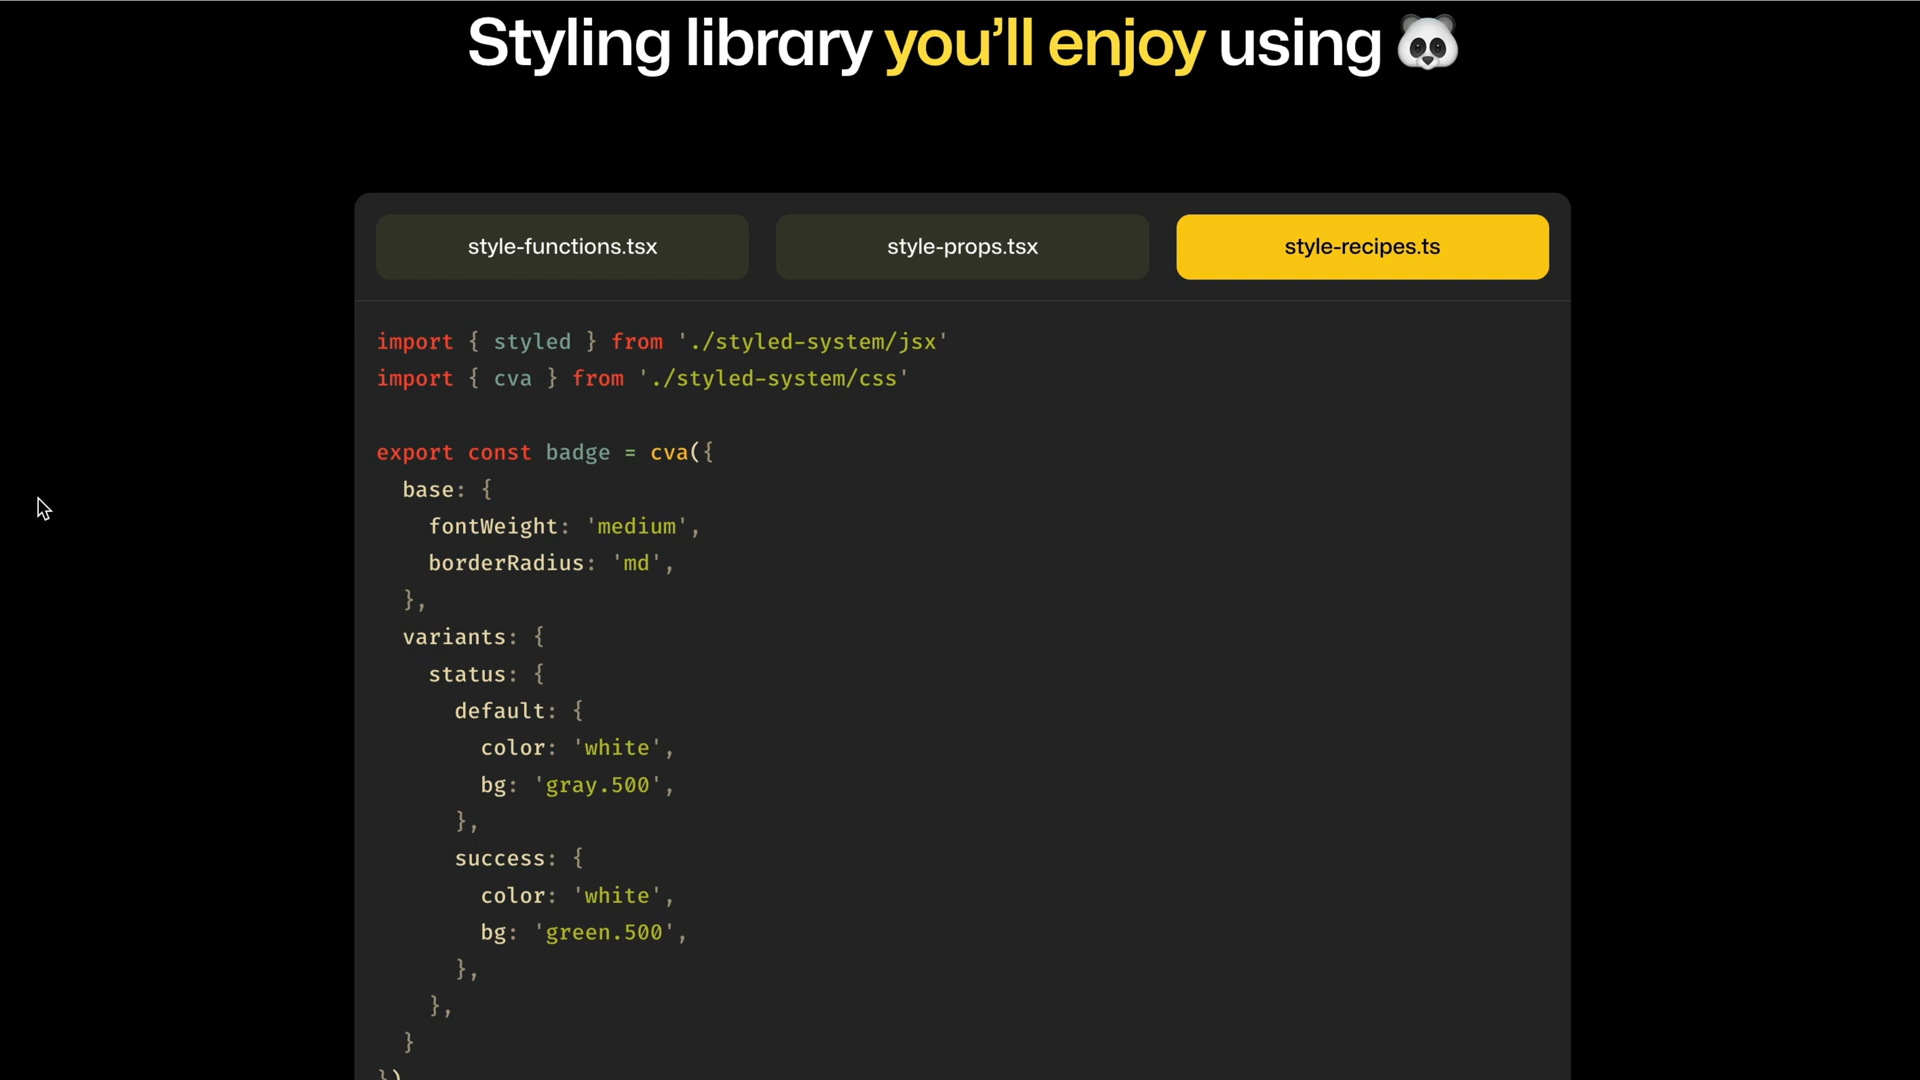 Styling library you’ll enjoy using 🐼
style-functions.tsx
style-props.tsx
style-recipes.ts
import { styled } from './styled-system/jsx'
import { cva } from './styled-system/css'
export const badge = cva({
  base: {
    fontWeight: 'medium',
    borderRadius: 'md',
  },
  variants: {
    status: {
      default: {
        color: 'white',
        bg: 'gray.500',
      },
      success: {
        color: 'white',
        bg: 'green.500',
      },
    },
  }
})